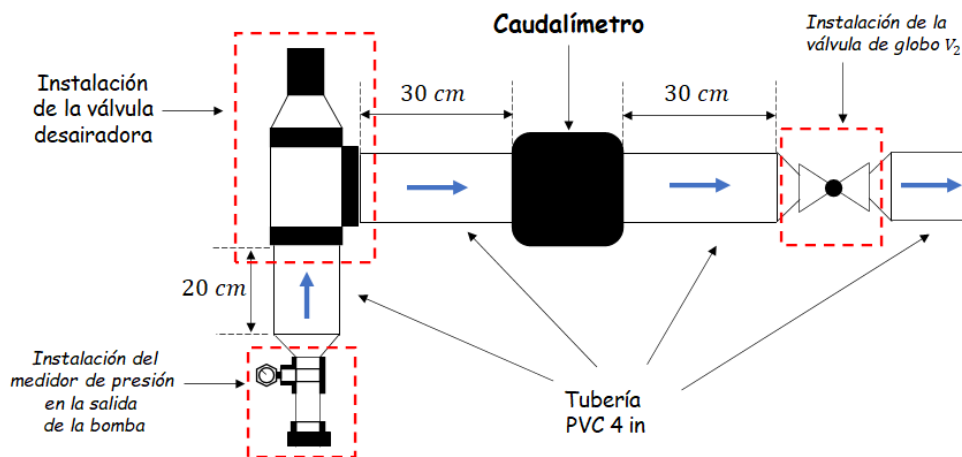 Caudalímetro
Instalación de la
válvula de globo V₂
Instalación
de la válvula
desairadora
30 cm
30 cm
20 cm
Instalación del
medidor de presión
en la salida
de la bomba
Tubería
PVC 4 in